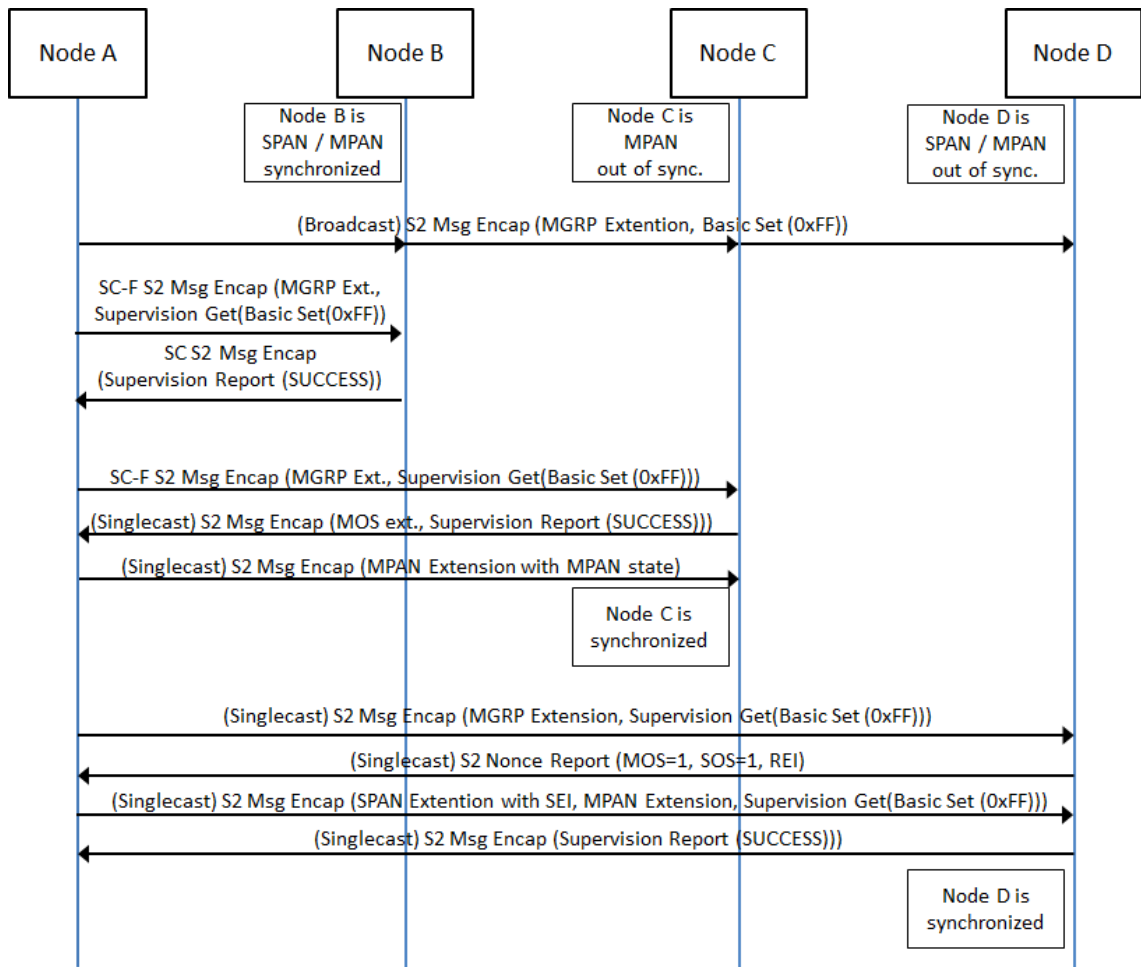 Node A
Node B
Node C
Node D
Node B is
SPAN / MPAN
synchronized
Node C is
MPAN
out of sync.
Node D is
SPAN / MPAN
out of sync.
(Broadcast) S2 Msg Encap (MGRP Extention, Basic Set (0xFF))
SC-F S2 Msg Encap (MGRP Ext.,
Supervision Get(Basic Set(0xFF))
SC S2 Msg Encap
(Supervision Report (SUCCESS))
SC-F S2 Msg Encap (MGRP Ext., Supervision Get(Basic Set (0xFF)))
(Singlecast) S2 Msg Encap (MOS ext., Supervision Report (SUCCESS)))
(Singlecast) S2 Msg Encap (MPAN Extension with MPAN state)
Node C is
synchronized
(Singlecast) S2 Msg Encap (MGRP Extension, Supervision Get(Basic Set (0xFF)))
(Singlecast) S2 Nonce Report (MOS=1, SOS=1, REI)
(Singlecast) S2 Msg Encap (SPAN Extention with SEI, MPAN Extension, Supervision Get(Basic Set (0xFF)))
(Singlecast) S2 Msg Encap (Supervision Report (SUCCESS)))
Node D is
synchronized